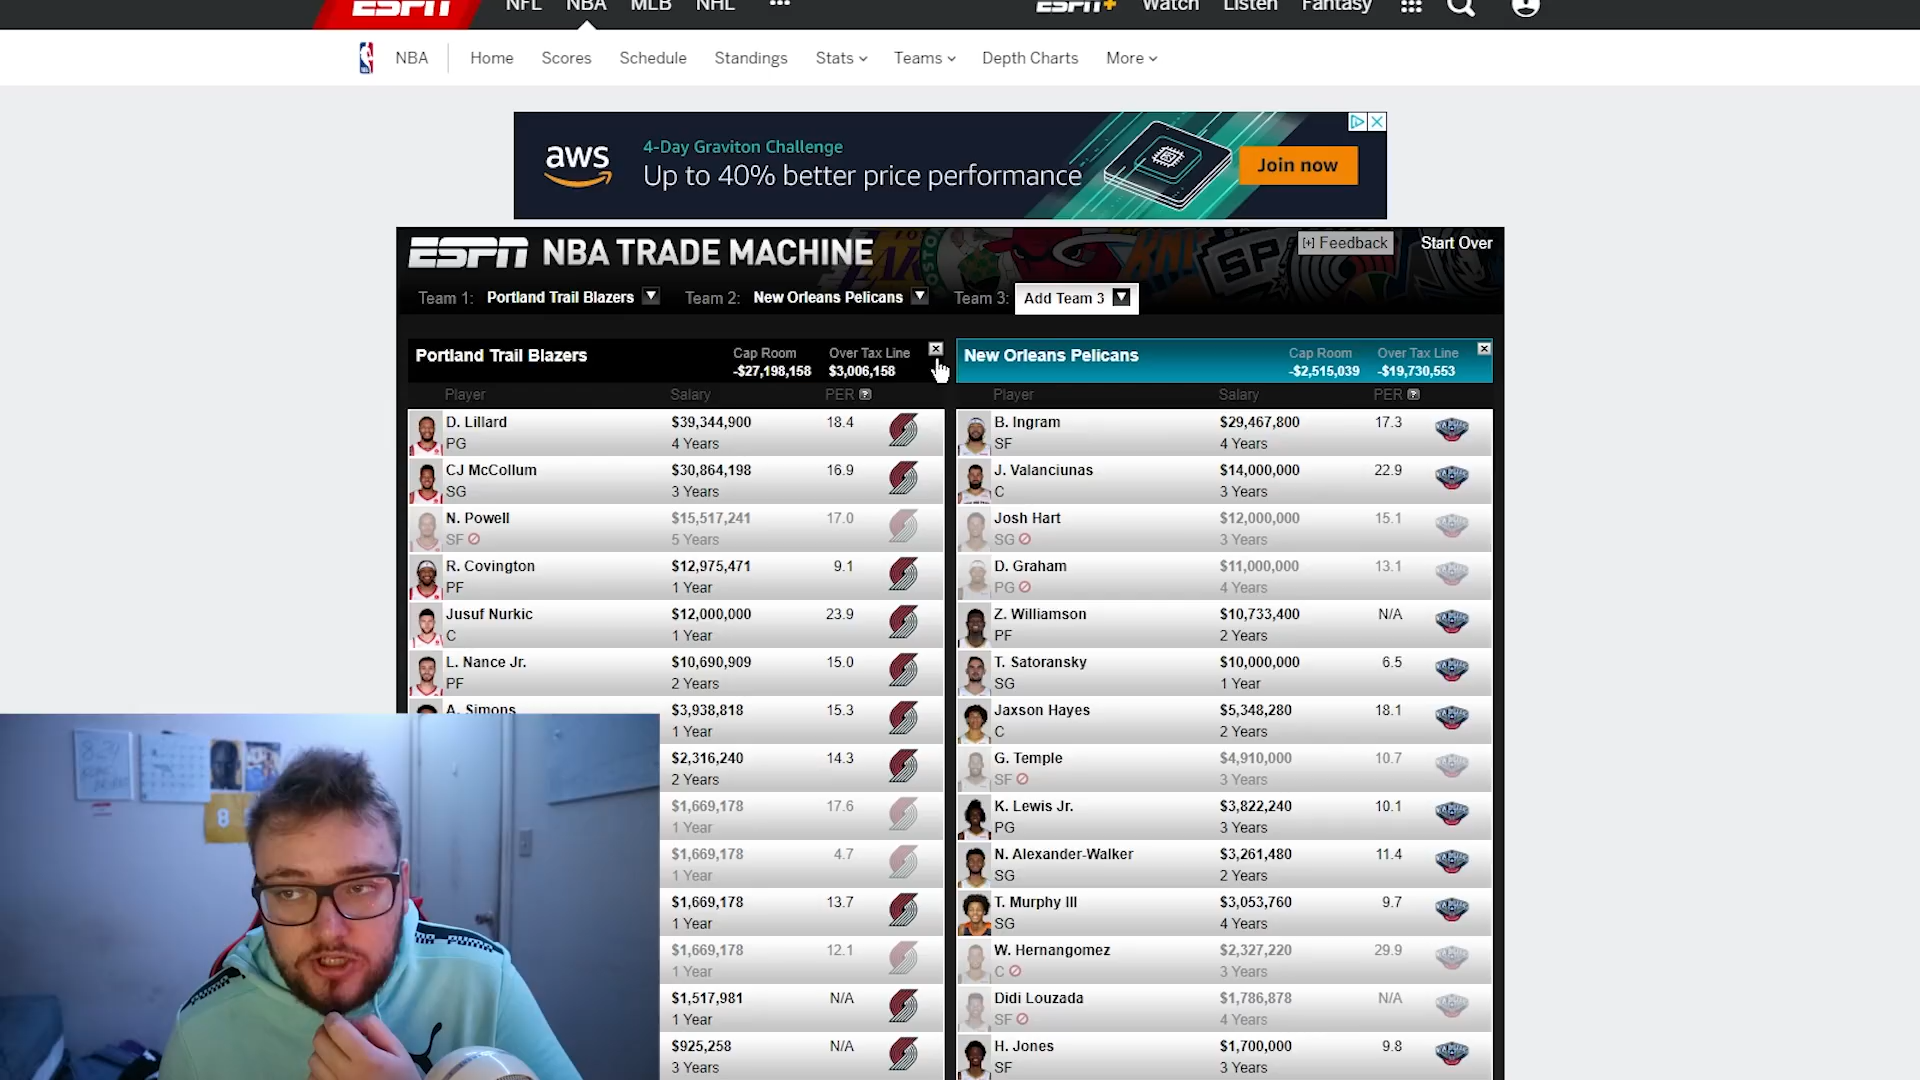 ESPN NFL NBA MLB NHL ... ESPN+ Watch Listen Fantasy
NBA Home Scores Schedule Standings Stats Teams Depth Charts More
aws
4-Day Graviton Challenge
Up to 40% better price performance
Join now
ESPN NBA TRADE MACHINE
[+] Feedback
Start Over
Team 1: Portland Trail Blazers Team 2: New Orleans Pelicans Team 3: Add Team 3
Portland Trail Blazers
Cap Room Over Tax Line
-$27,198,158 $3,006,158
Player Salary PER
D. Lillard $39,344,900 18.4
PG 4 Years
CJ McCollum $30,864,198 16.9
SG 3 Years
N. Powell $15,517,241 17.0
SF 5 Years
R. Covington $12,975,471 9.1
PF 1 Year
Jusuf Nurkic $12,000,000 23.9
C 1 Year
L. Nance Jr. $10,690,909 15.0
PF 2 Years
A. Simons $3,938,818 15.3
1 Year
$2,316,240 14.3
2 Years
$1,669,178 17.6
1 Year
$1,669,178 4.7
1 Year
$1,669,178 13.7
1 Year
$1,669,178 12.1
1 Year
$1,517,981 N/A
1 Year
$925,258 N/A
3 Years
New Orleans Pelicans
Cap Room Over Tax Line
-$2,515,039 -$19,730,553
Player Salary PER
B. Ingram $29,467,800 17.3
SF 4 Years
J. Valanciunas $14,000,000 22.9
C 3 Years
Josh Hart $12,000,000 15.1
SG 3 Years
D. Graham $11,000,000 13.1
PG 4 Years
Z. Williamson $10,733,400 N/A
PF 2 Years
T. Satoransky $10,000,000 6.5
SG 1 Year
Jaxson Hayes $5,348,280 18.1
C 2 Years
G. Temple $4,910,000 10.7
SF 3 Years
K. Lewis Jr. $3,822,240 10.1
PG 3 Years
N. Alexander-Walker $3,261,480 11.4
SG 2 Years
T. Murphy III $3,053,760 9.7
SG 4 Years
W. Hernangomez $2,327,220 29.9
C 3 Years
Didi Louzada $1,786,878 N/A
SF 4 Years
H. Jones $1,700,000 9.8
SF 3 Years
8